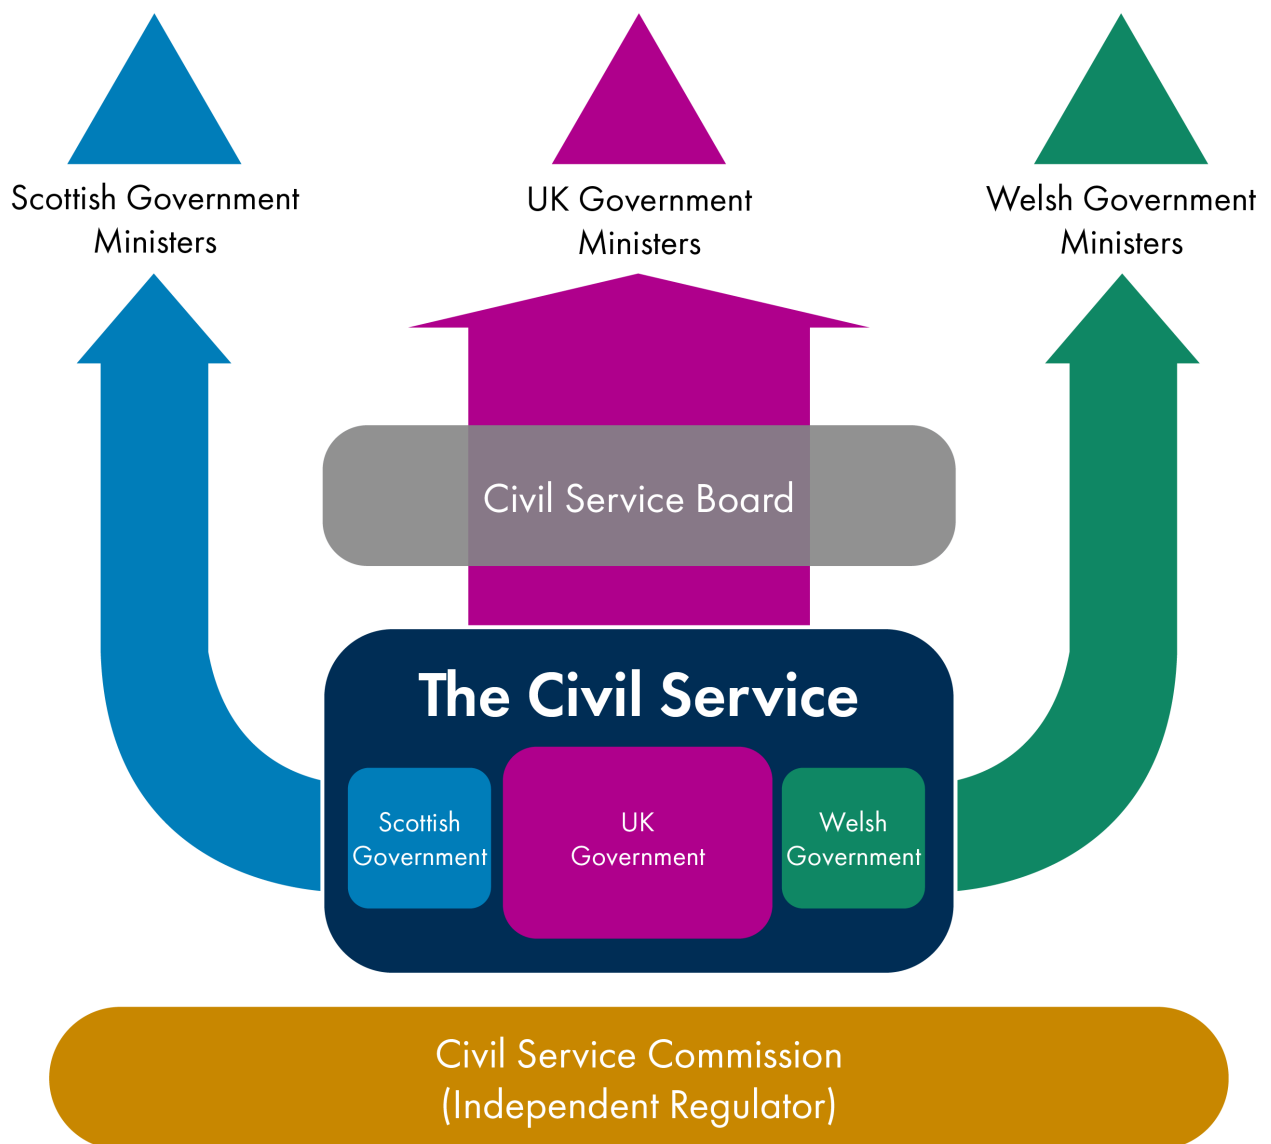 Scottish Government
Ministers
UK Government
Ministers
Welsh Government
Ministers
Civil Service Board
The Civil Service
Scottish
Government
UK
Government
Welsh
Government
Civil Service Commission
(Independent Regulator)